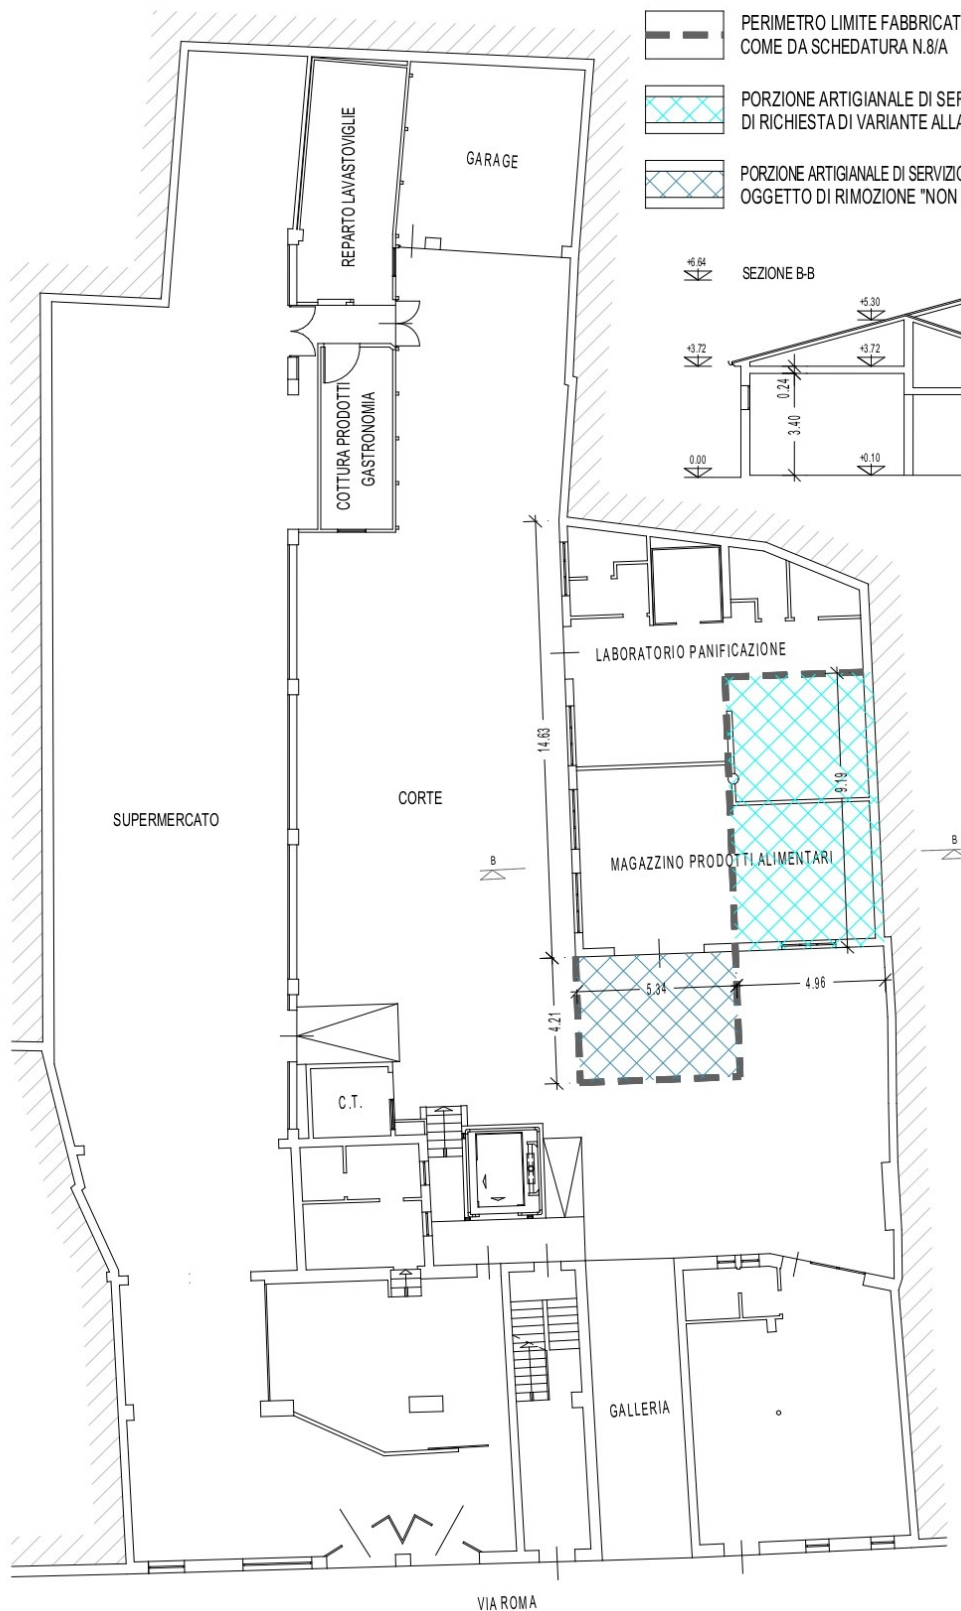 PERIMETRO LIMITE FABBRICAT
COME DA SCHEDATURA N.8/A
PORZIONE ARTIGIANALE DI SER
DI RICHIESTA DI VARIANTE ALLA
PORZIONE ARTIGIANALE DI SERVIZIO
OGGETTO DI RIMOZIONE "NON
+6.64
SEZIONE B-B
+5.30
+3.72
+3.72
0.24
3.40
0.00
+0.10
REPARTO LAVASTOVIGLIE
GARAGE
COTTURA PRODOTTI
GASTRONOMIA
LABORATORIO PANIFICAZIONE
14.63
9.19
CORTE
SUPERMERCATO
MAGAZZINO PRODOTTI ALIMENTARI
B
B
5.34
4.96
4.21
C.T.
GALLERIA
VIA ROMA